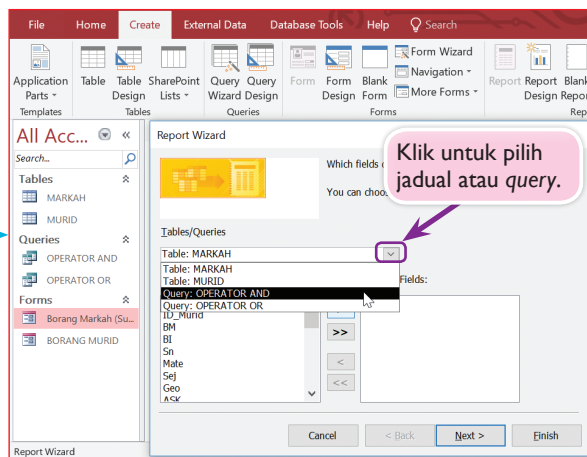 File Home Create External Data Database Tools Help Search
Application Parts
Table
Table Design
SharePoint Lists
Query Wizard
Query Design
Form
Form Design
Blank Form
Form Wizard
Navigation
More Forms
Report
Report Design
Blank Repor
Templates Tables Queries Forms Rep
All Acc... «
Search...
Tables
MARKAH
MURID
Queries
OPERATOR AND
OPERATOR OR
Forms
Borang Markah (Su...
BORANG MURID
Report Wizard
Report Wizard
Which fields
You can choos
Klik untuk pilih
jadual atau query.
Tables/Queries
Table: MARKAH
Table: MARKAH
Table: MURID
Query: OPERATOR AND
Query: OPERATOR OR
Fields:
ID_Murid
BM
BI
Sn
Mate
Sej
Geo
ASK
>>
<
<<
Cancel < Back Next > Finish